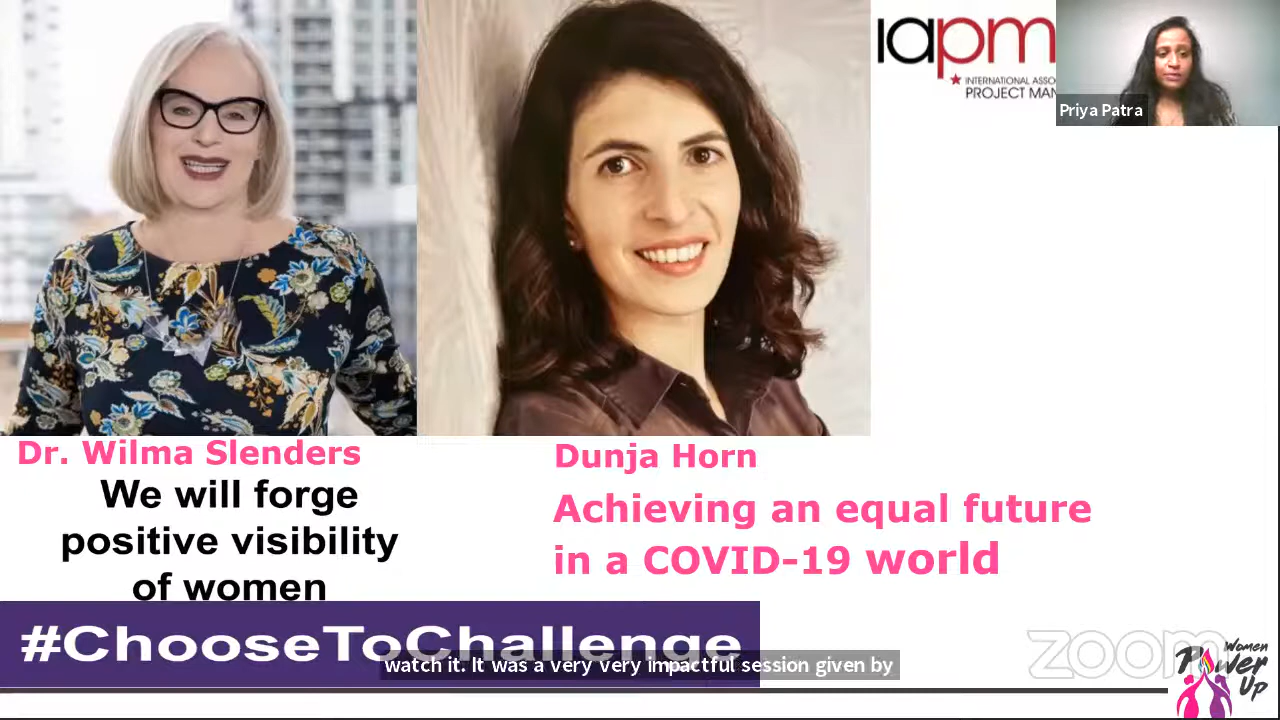 iapm
INTERNATIONAL ASSO
PROJECT MAN
Priya Patra
Dr. Wilma Slenders
We will forge
positive visibility
of women
Dunja Horn
Achieving an equal future
in a COVID-19 world
#ChooseToChallenge
watch it. It was a very very impactful session given by
zoom
Women
Power
Up